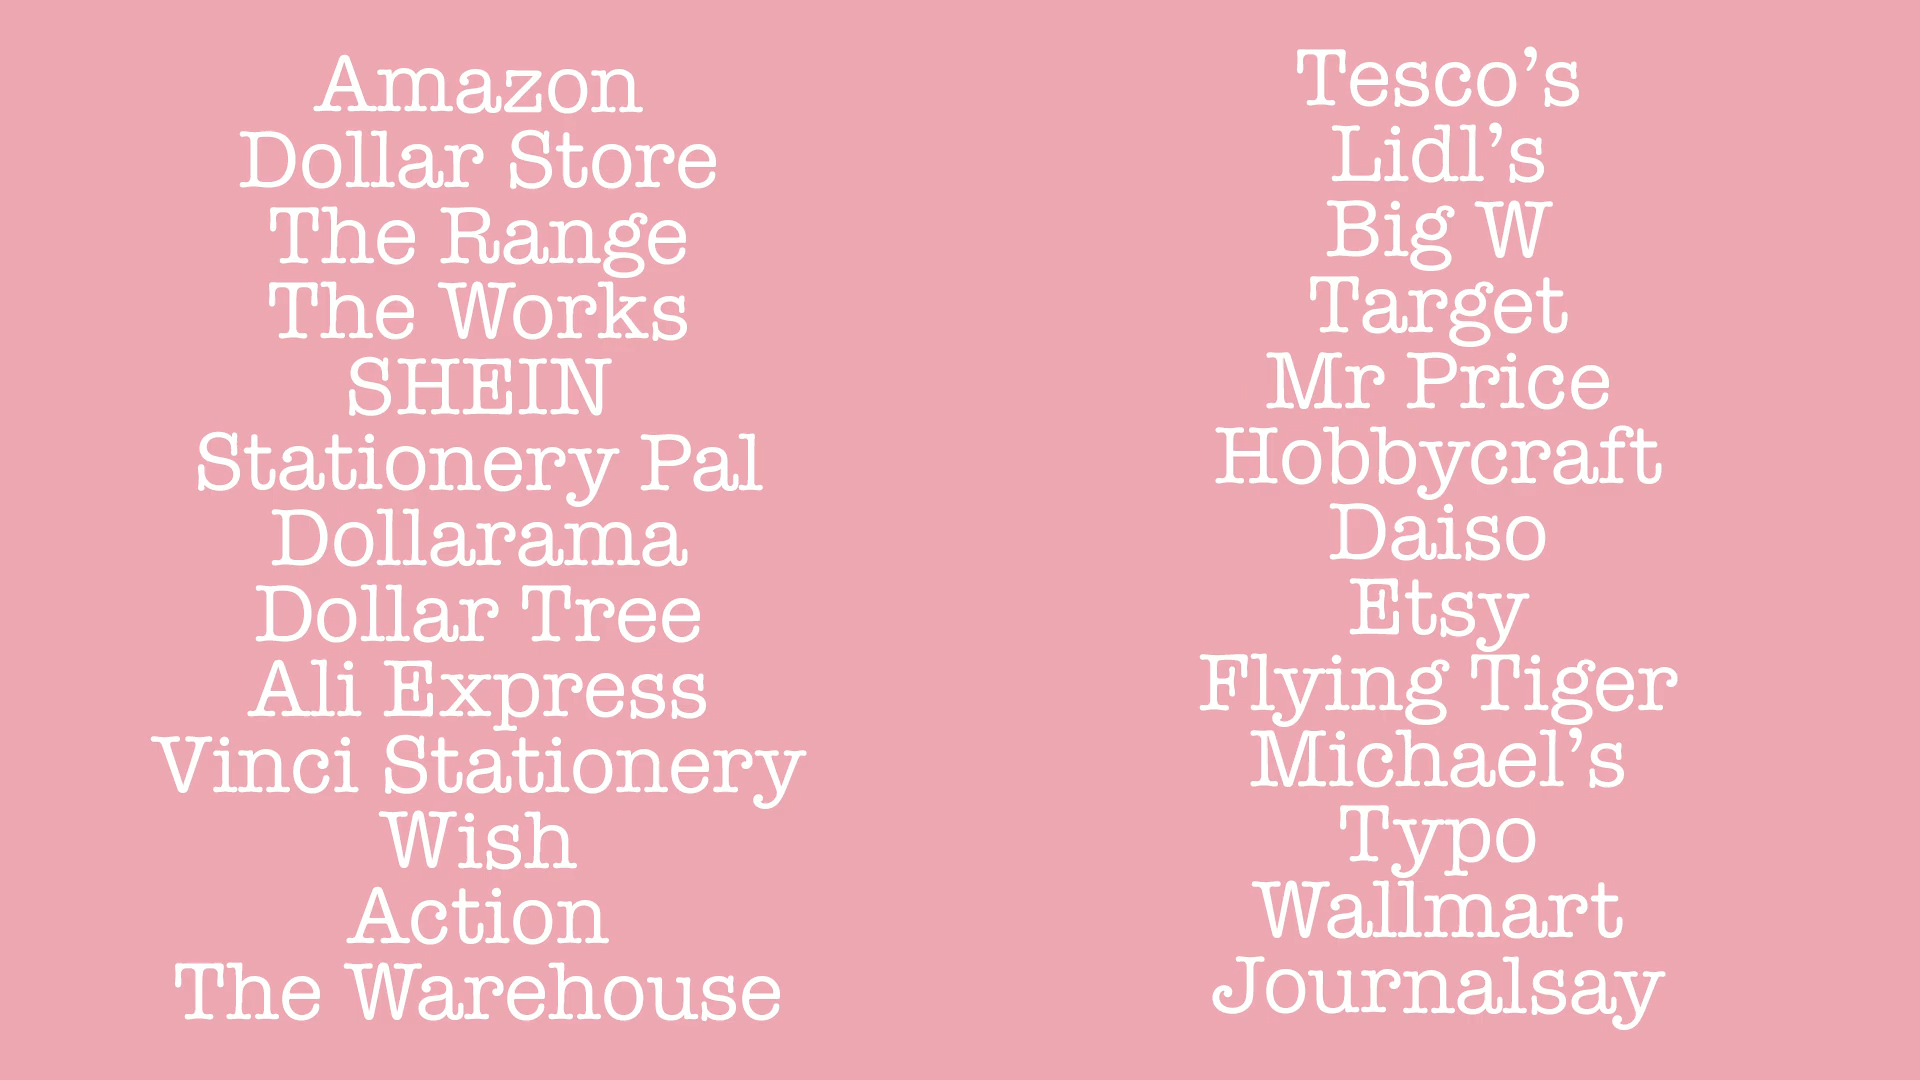 Amazon
Dollar Store
The Range
The Works
SHEIN
Stationery Pal
Dollarama
Dollar Tree
Ali Express
Vinci Stationery
Wish
Action
The Warehouse
Tesco’s
Lidl’s
Big W
Target
Mr Price
Hobbycraft
Daiso
Etsy
Flying Tiger
Michael’s
Typo
Wallmart
Journalsay